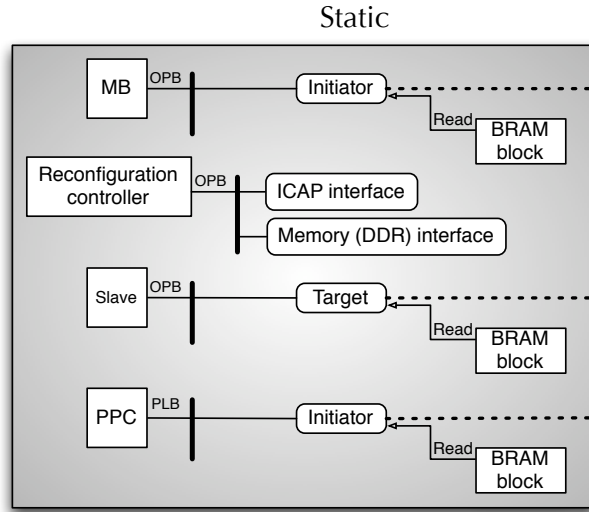 Static
MB
OPB
Initiator
Read
BRAM
block
Reconfiguration
controller
OPB
ICAP interface
Memory (DDR) interface
Slave
OPB
Target
Read
BRAM
block
PPC
PLB
Initiator
Read
BRAM
block